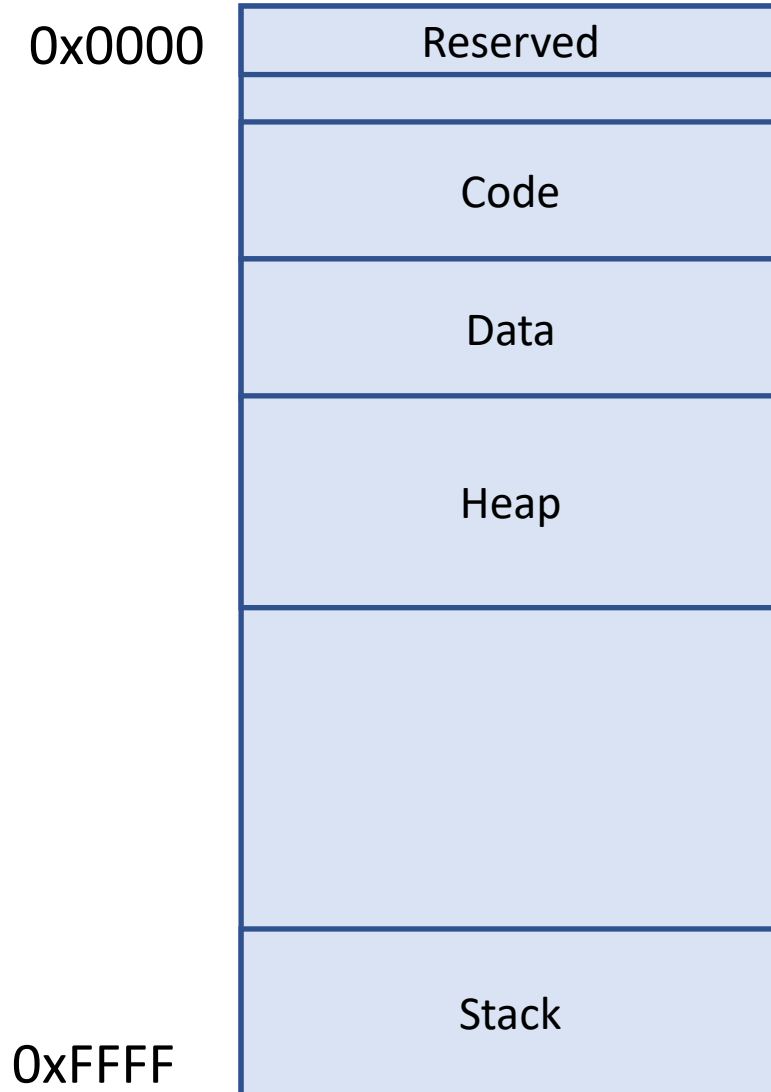 0x0000
Reserved
Code
Data
Heap
Stack
0xFFFF